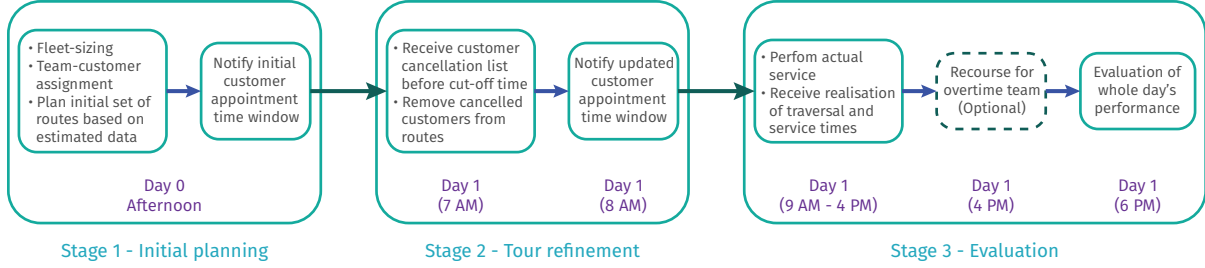 • Fleet-sizing
• Team-customer
assignment
• Plan initial set of
routes based on
estimated data
Notify initial
customer
appointment
time window
Day 0
Afternoon
Stage 1 - Initial planning
• Receive customer
cancellation list
before cut-off time
• Remove cancelled
customers from
routes
Notify updated
customer
appointment
time window
Day 1
(7 AM)
Day 1
(8 AM)
Stage 2 - Tour refinement
• Perfom actual
service
• Receive realisation
of traversal and
service times
Recourse for
overtime team
(Optional)
Evaluation of
whole day's
performance
Day 1
(9 AM - 4 PM)
Day 1
(4 PM)
Day 1
(6 PM)
Stage 3 - Evaluation